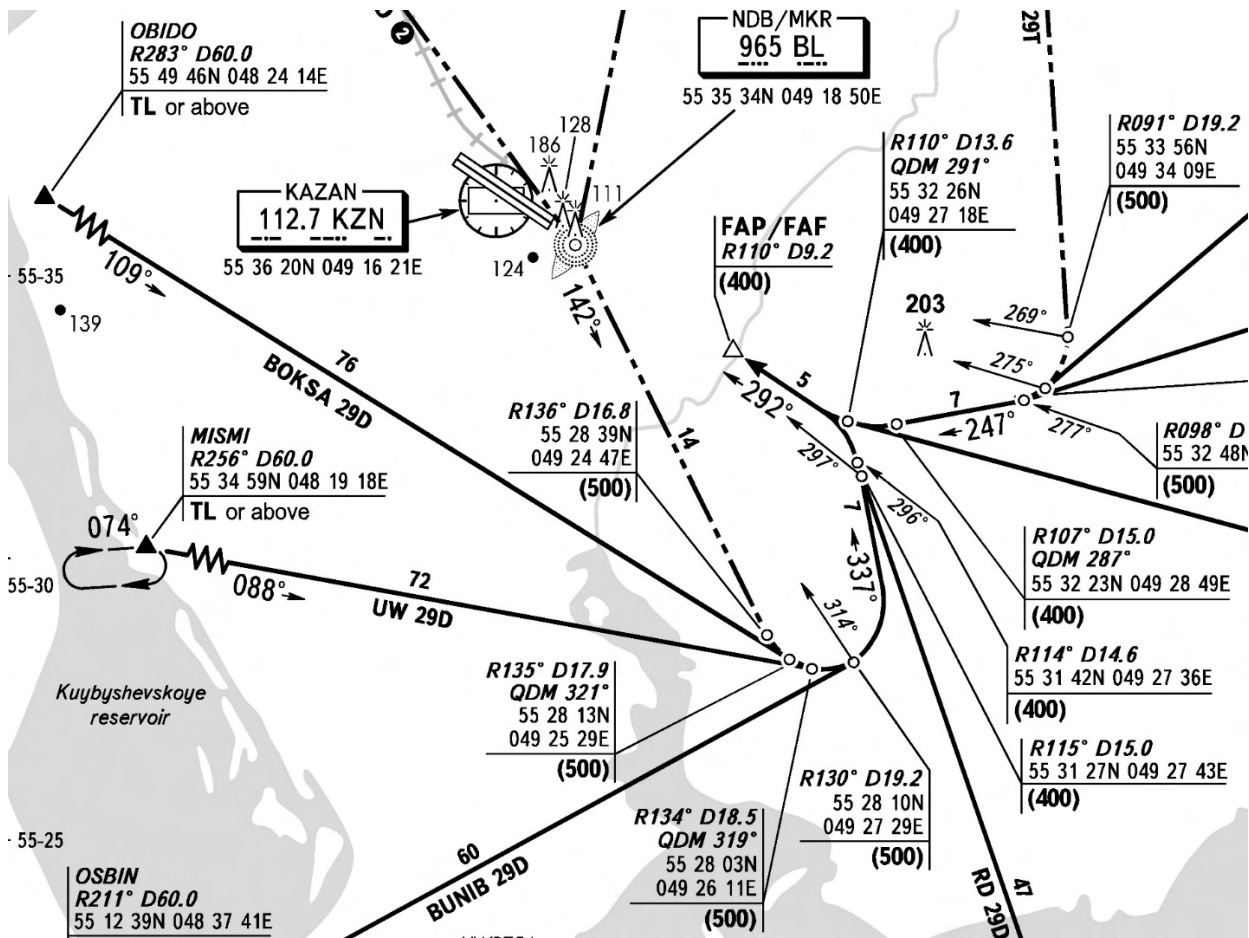 OBIDO
R283° D60.0
55 49 46N 048 24 14E
TL or above
2
NDB/MKR
965 BL
55 35 34N 049 18 50E
29T
128
186
111
KAZAN
112.7 KZN
55 36 20N 049 16 21E
124
R110° D13.6
QDM 291°
55 32 26N
049 27 18E
(400)
R091° D19.2
55 33 56N
049 34 09E
(500)
FAP/FAF
R110° D9.2
(400)
203
269°
275°
55-35
109°
139
142°
76
BOKSA 29D
5
292°
297°
7
247°
277°
R136° D16.8
55 28 39N
049 24 47E
(500)
14
R098° D
55 32 48N
(500)
MISMI
R256° D60.0
55 34 59N 048 19 18E
TL or above
074°
296°
7
337°
R107° D15.0
QDM 287°
55 32 23N 049 28 49E
(400)
55-30
088°
72
UW 29D
314°
R114° D14.6
55 31 42N 049 27 36E
(400)
Kuybyshevskoye
reservoir
R135° D17.9
QDM 321°
55 28 13N
049 25 29E
(500)
R115° D15.0
55 31 27N 049 27 43E
(400)
R130° D19.2
55 28 10N
049 27 29E
(500)
R134° D18.5
QDM 319°
55 28 03N
049 26 11E
(500)
55-25
60
BUNIB 29D
47
RD 29D
OSBIN
R211° D60.0
55 12 39N 048 37 41E